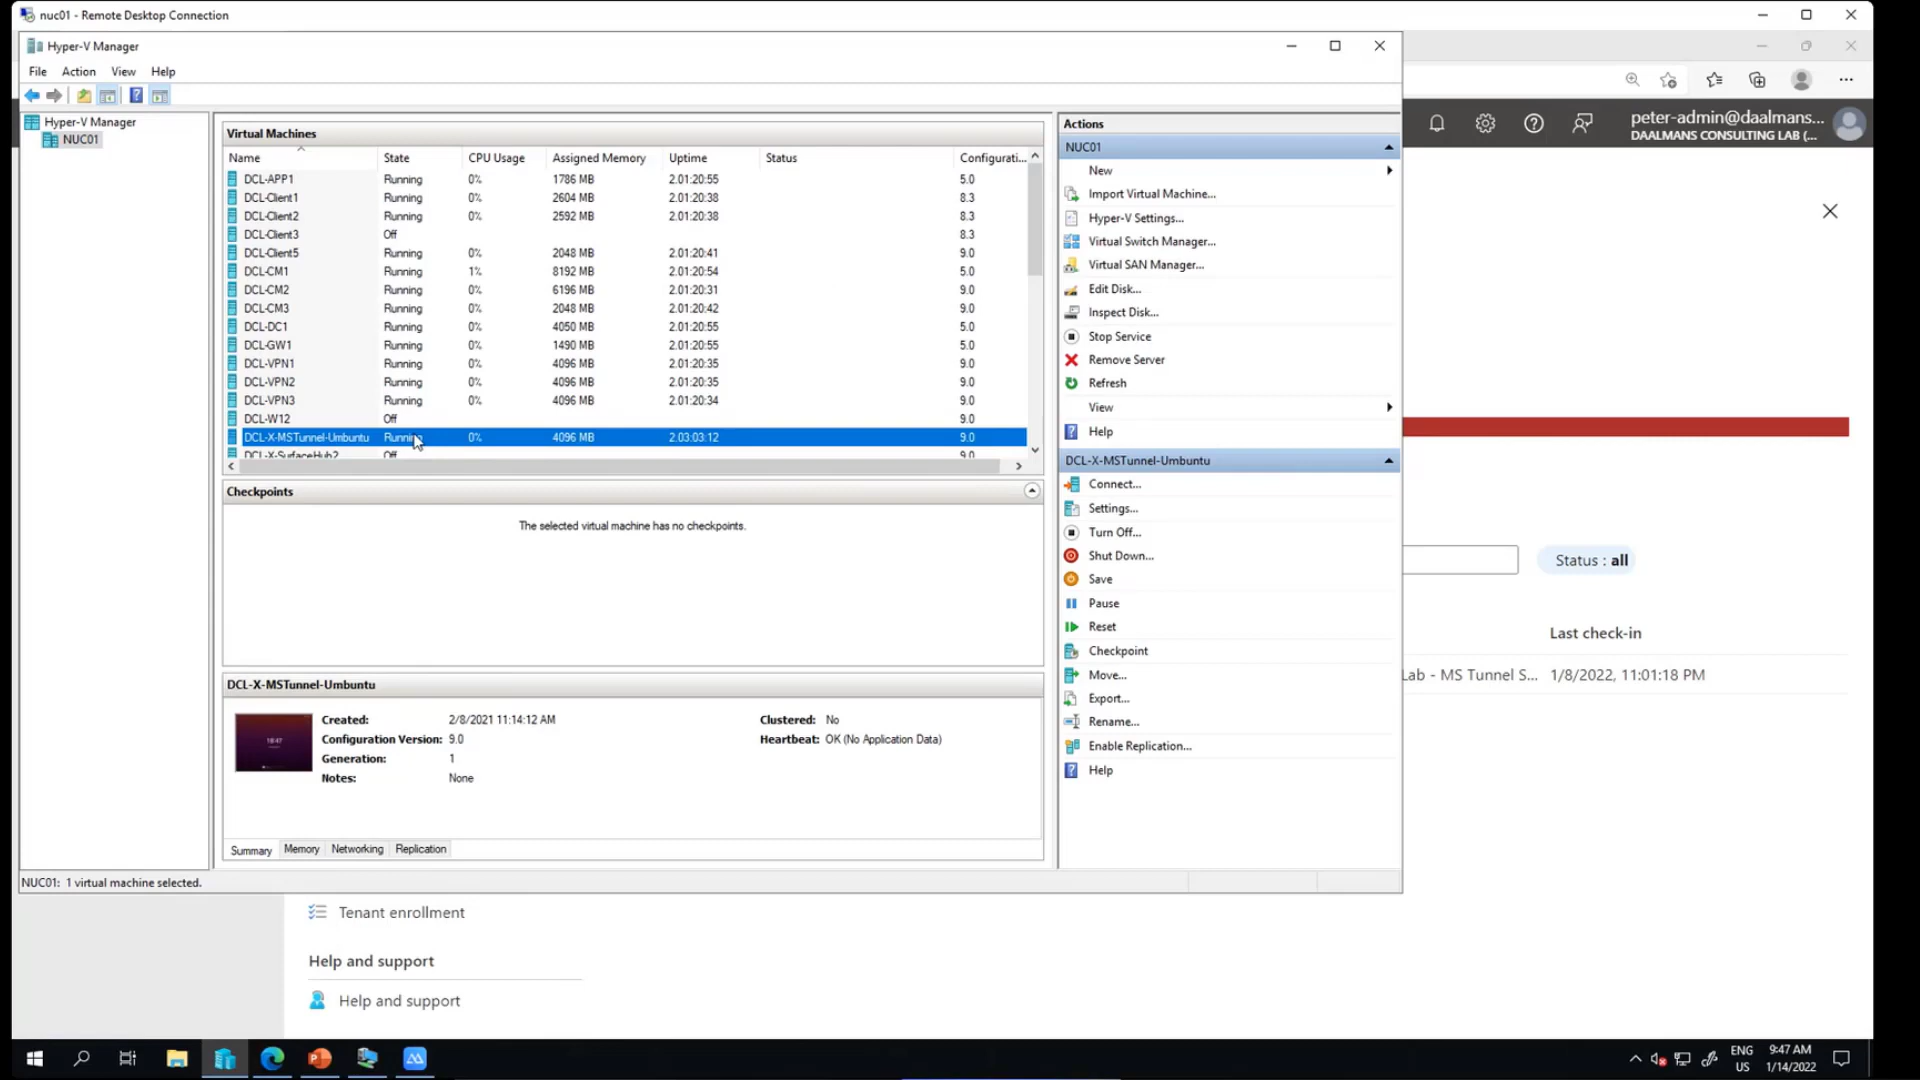 nuc01 - Remote Desktop Connection
Hyper-V Manager
File Action View Help
Hyper-V Manager
NUC01
Virtual Machines
Name State CPU Usage Assigned Memory Uptime Status Configurati...
DCL-APP1 Running 0% 1786 MB 2.01:20:55 5.0
DCL-Client1 Running 0% 2604 MB 2.01:20:38 8.3
DCL-Client2 Running 0% 2592 MB 2.01:20:38 8.3
DCL-Client3 Off 8.3
DCL-Client5 Running 0% 2048 MB 2.01:20:41 9.0
DCL-CM1 Running 1% 8192 MB 2.01:20:54 5.0
DCL-CM2 Running 0% 6196 MB 2.01:20:31 9.0
DCL-CM3 Running 0% 2048 MB 2.01:20:42 9.0
DCL-DC1 Running 0% 4050 MB 2.01:20:55 5.0
DCL-GW1 Running 0% 1490 MB 2.01:20:55 5.0
DCL-VPN1 Running 0% 4096 MB 2.01:20:35 9.0
DCL-VPN2 Running 0% 4096 MB 2.01:20:35 9.0
DCL-VPN3 Running 0% 4096 MB 2.01:20:34 9.0
DCL-W12 Off 9.0
DCL-X-MSTunnel-Umbuntu Running 0% 4096 MB 2.03:03:12 9.0
DCL-X-SurfaceHub2 Off 9.0
Checkpoints
The selected virtual machine has no checkpoints.
DCL-X-MSTunnel-Umbuntu
18:47
Created: 2/8/2021 11:14:12 AM Clustered: No
Configuration Version: 9.0 Heartbeat: OK (No Application Data)
Generation: 1
Notes: None
Summary Memory Networking Replication
NUC01: 1 virtual machine selected.
Actions
NUC01
New
Import Virtual Machine...
Hyper-V Settings...
Virtual Switch Manager...
Virtual SAN Manager...
Edit Disk...
Inspect Disk...
Stop Service
Remove Server
Refresh
View
Help
DCL-X-MSTunnel-Umbuntu
Connect...
Settings...
Turn Off...
Shut Down...
Save
Pause
Reset
Checkpoint
Move...
Export...
Rename...
Enable Replication...
Help
peter-admin@daalmans...
DAALMANS CONSULTING LAB (...
Status : all
Last check-in
Lab - MS Tunnel S... 1/8/2022, 11:01:18 PM
Tenant enrollment
Help and support
Help and support
ENG
US
9:47 AM
1/14/2022